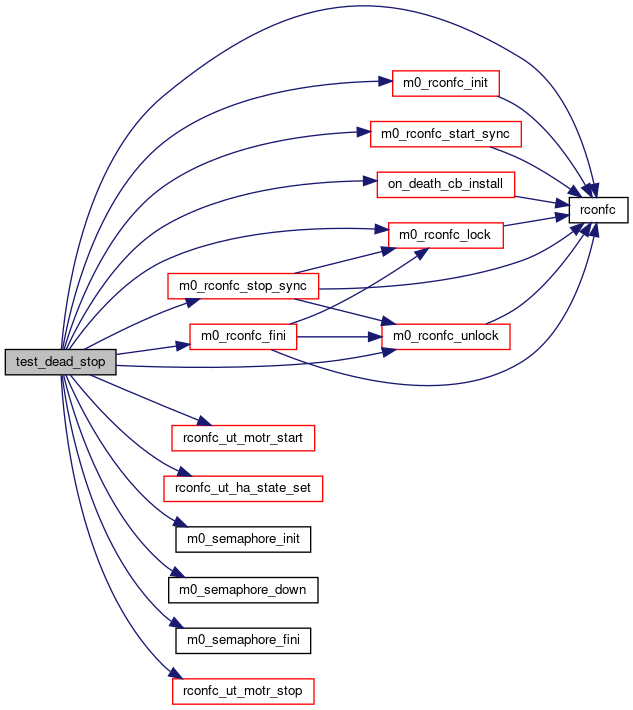 m0_rconfc_init
m0_rconfc_start_sync
on_death_cb_install
rconfc
m0_rconfc_lock
m0_rconfc_stop_sync
m0_rconfc_fini
m0_rconfc_unlock
test_dead_stop
rconfc_ut_motr_start
rconfc_ut_ha_state_set
m0_semaphore_init
m0_semaphore_down
m0_semaphore_fini
rconfc_ut_motr_stop